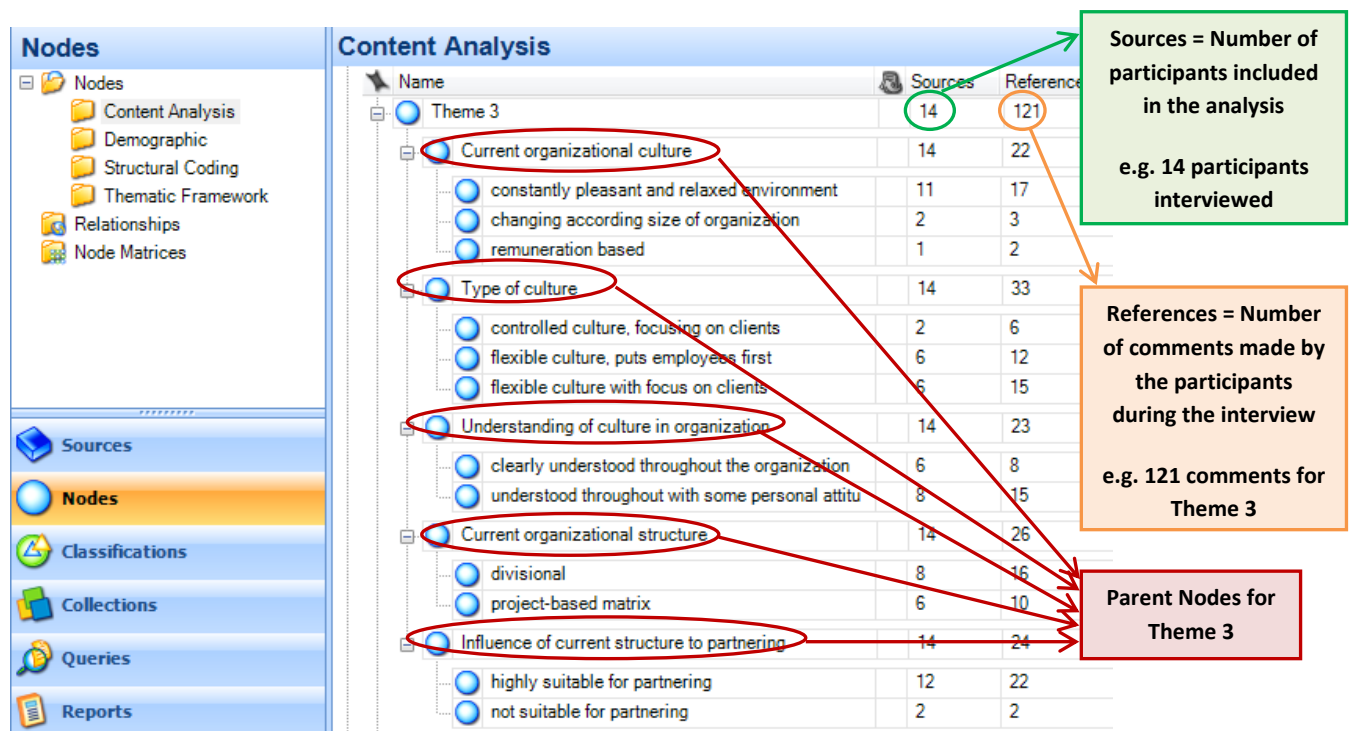 Nodes
Nodes
Content Analysis
Demographic
Structural Coding
Thematic Framework
Relationships
Node Matrices
Sources
Nodes
Classifications
Collections
Queries
Reports
Content Analysis
Name Sources Reference
Theme 3 14 121
Current organizational culture 14 22
constantly pleasant and relaxed environment 11 17
changing according size of organization 2 3
remuneration based 1 2
Type of culture 14 33
controlled culture, focusing on clients 2 6
flexible culture, puts employees first 6 12
flexible culture with focus on clients 6 15
Understanding of culture in organization 14 23
clearly understood throughout the organization 6 8
understood throughout with some personal attitu 8 15
Current organizational structure 14 26
divisional 8 16
project-based matrix 6 10
Influence of current structure to partnering 14 24
highly suitable for partnering 12 22
not suitable for partnering 2 2
Sources = Number of
participants included
in the analysis
e.g. 14 participants
interviewed
References = Number
of comments made by
the participants
during the interview
e.g. 121 comments for
Theme 3
Parent Nodes for
Theme 3